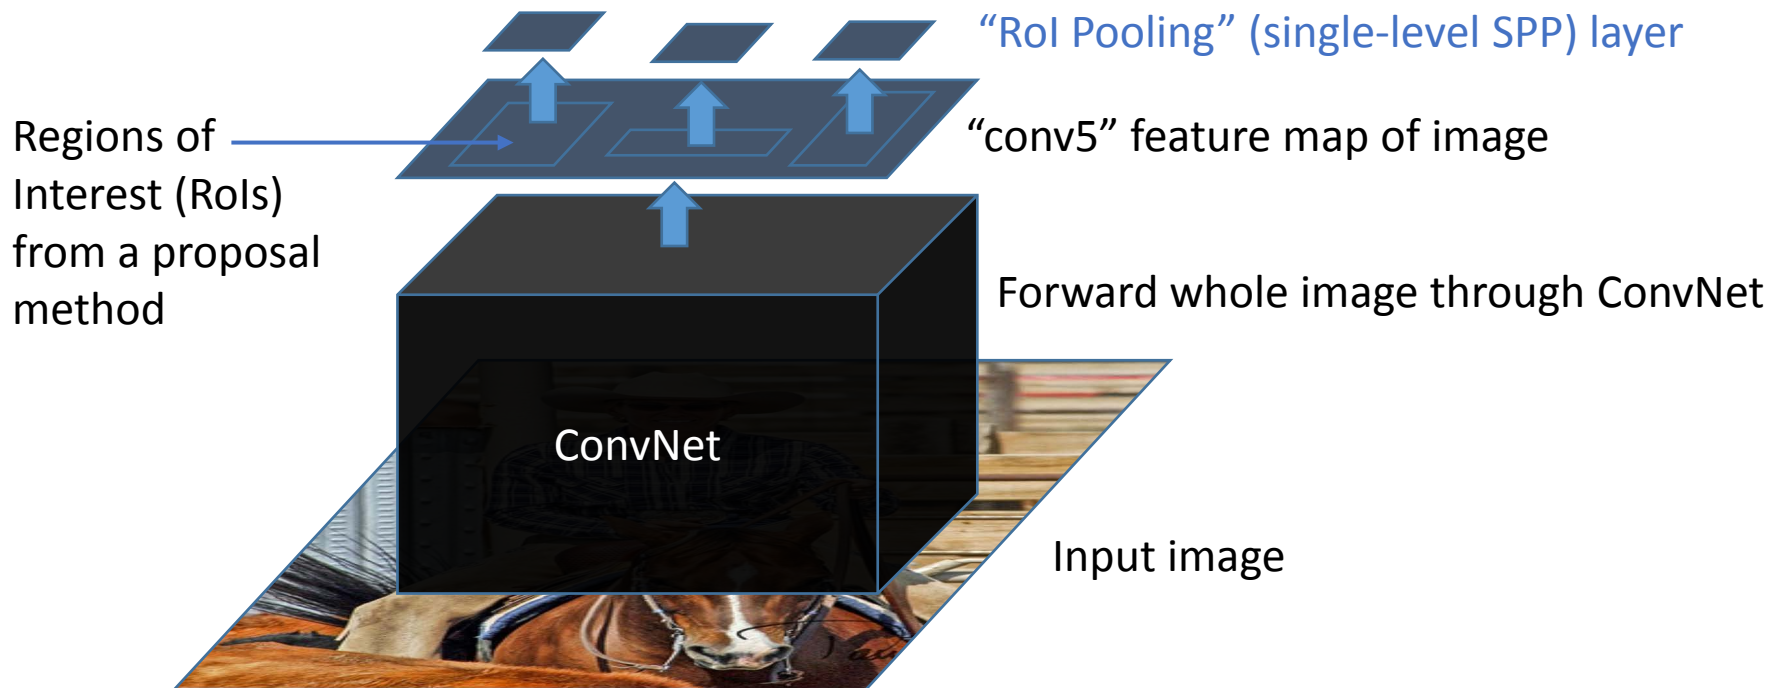 “RoI Pooling” (single-level SPP) layer
“conv5” feature map of image
Regions of
Interest (RoIs)
from a proposal
method
Forward whole image through ConvNet
ConvNet
Input image